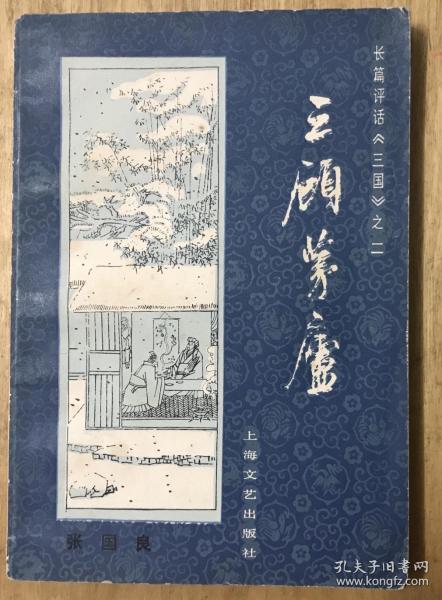 长篇评话《三国》之二
三顾茅庐
上海文艺出版社
张国良
孔夫子旧书网
www.kongfz.com